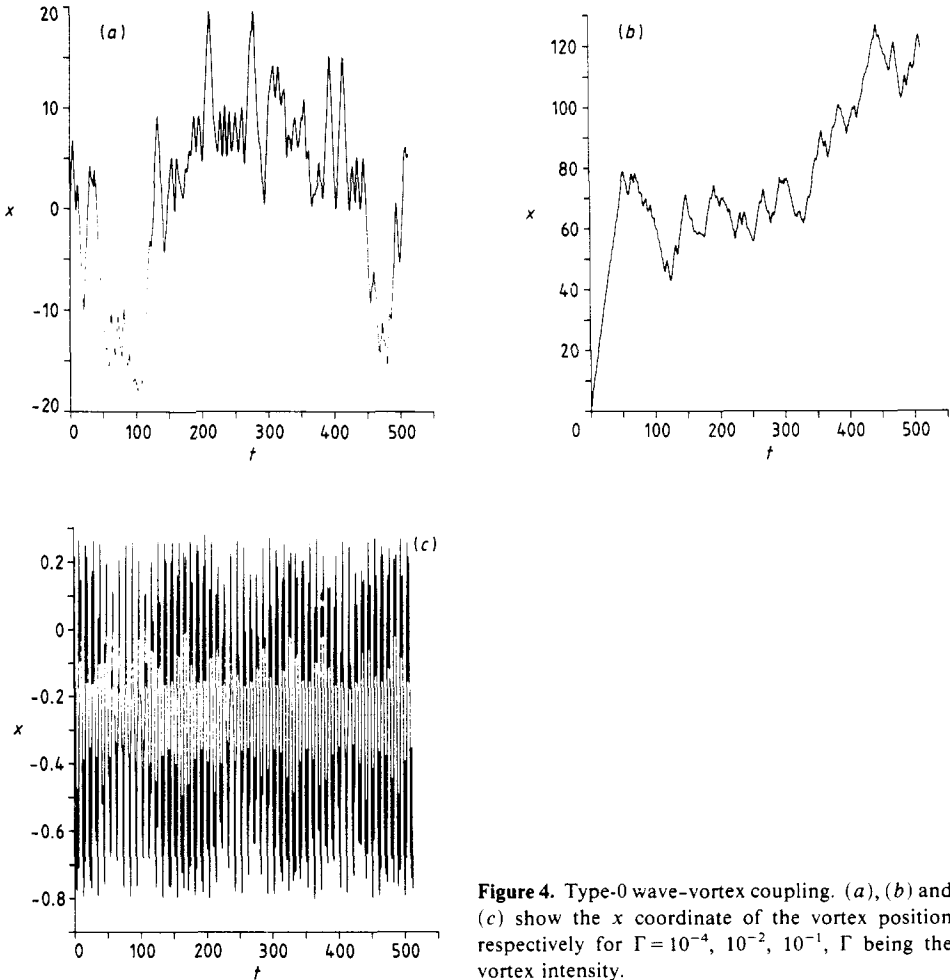 (a)
20
10
0
-10
-20
x
0 100 200 300 400 500
t
(b)
120
100
80
60
40
20
x
0 100 200 300 400 500
t
(c)
0.2
0
-0.2
-0.4
-0.6
-0.8
x
0 100 200 300 400 500
t
Figure 4. Type-0 wave–vortex coupling. (a), (b) and
(c) show the x coordinate of the vortex position
respectively for Γ = 10⁻⁴, 10⁻², 10⁻¹, Γ being the
vortex intensity.